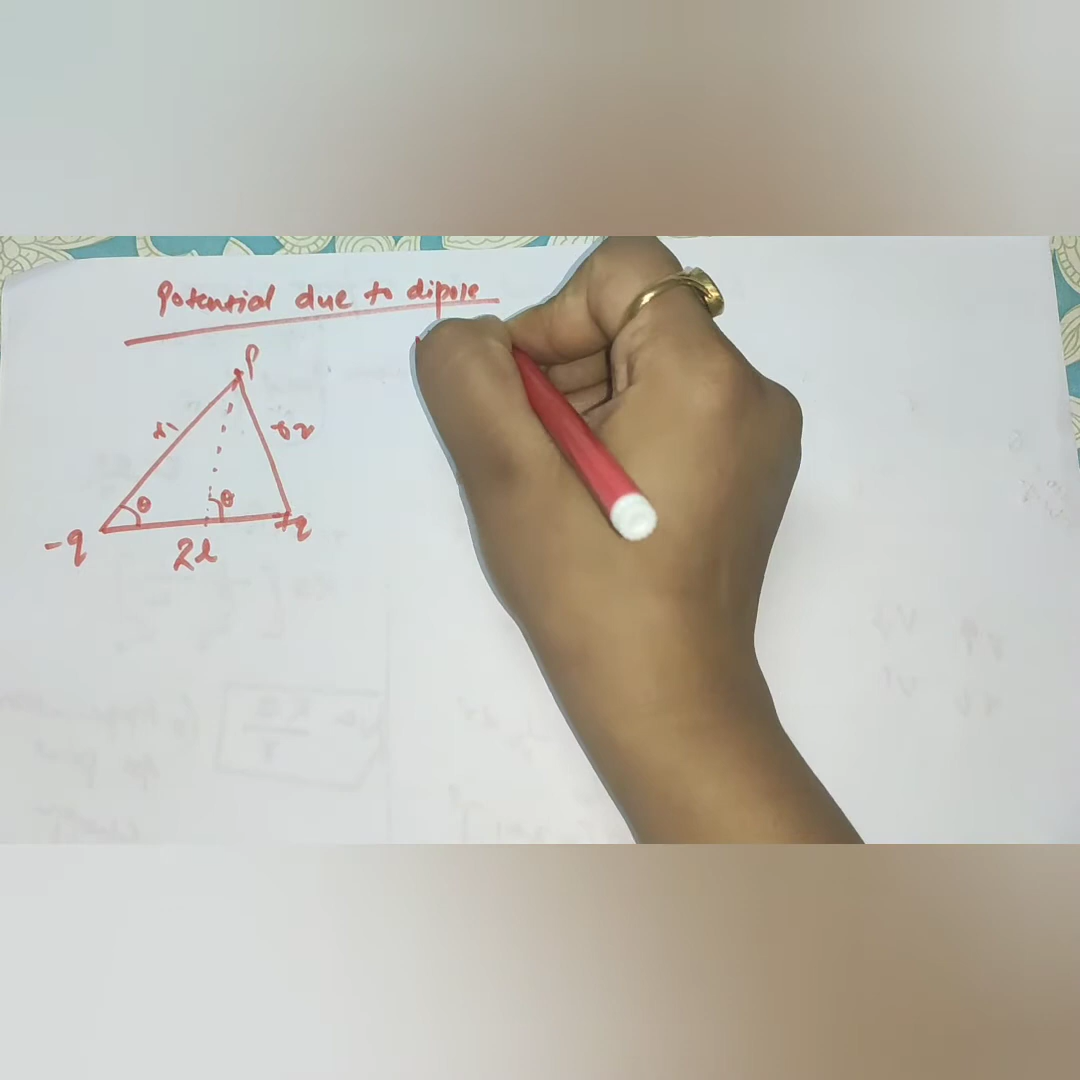 Potential due to dipole
P
r1 r2
θ θ
-q +q
2l